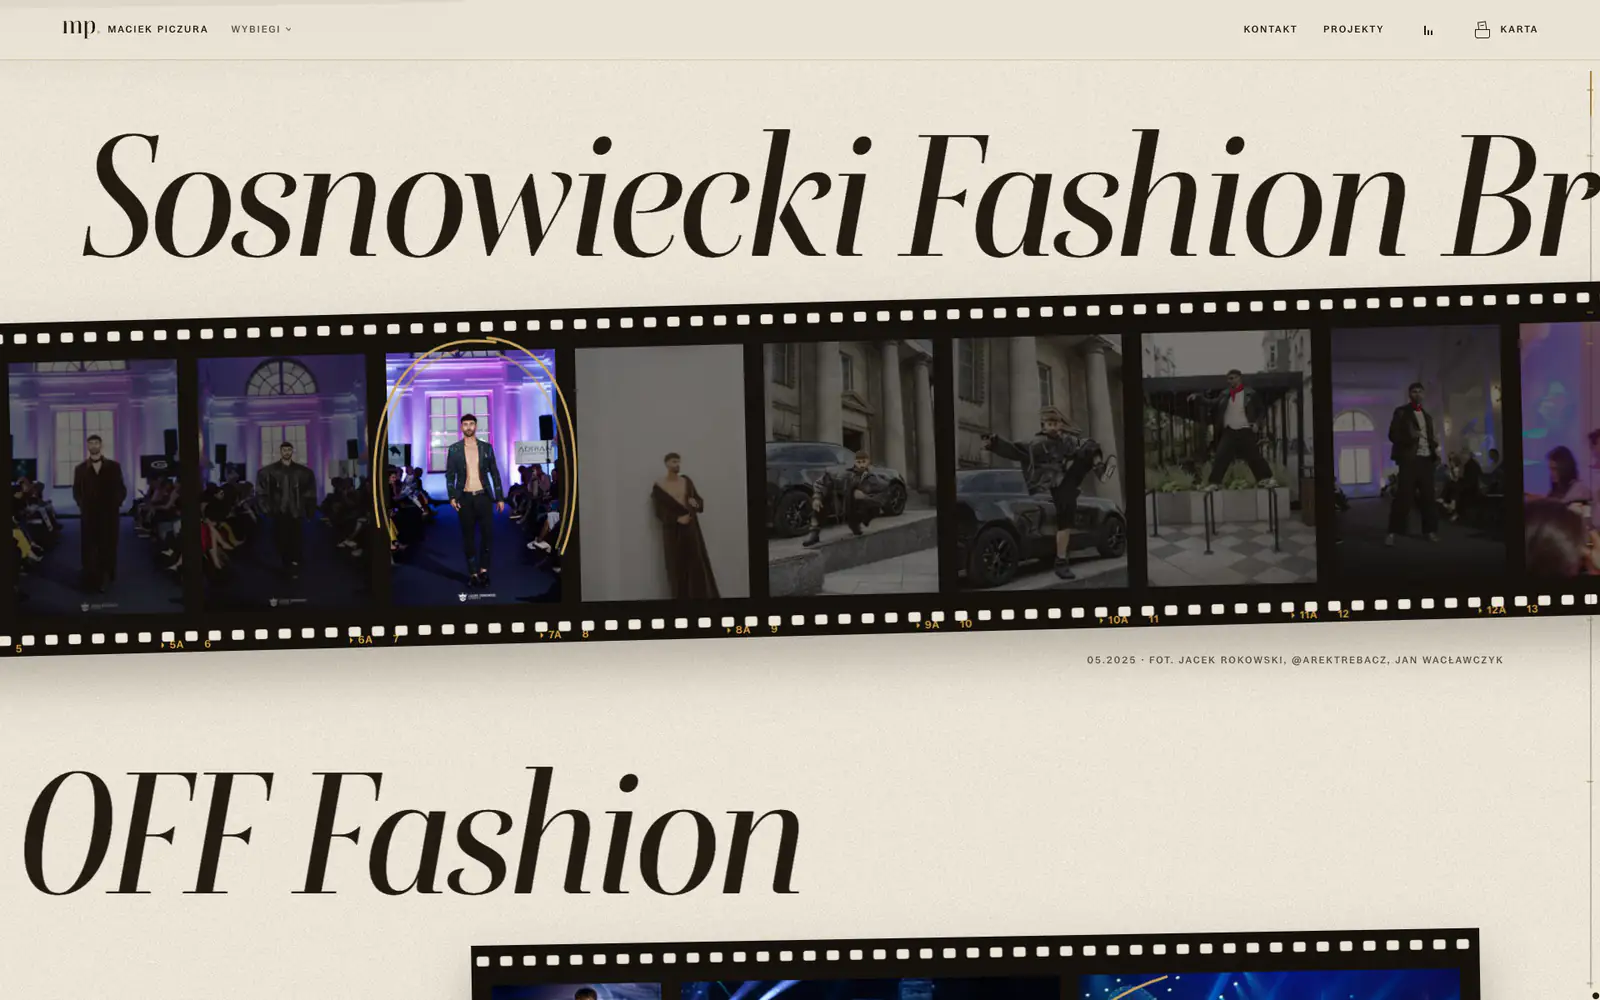 mp.
MACIEK PICZURA
WYBIEGI
KONTAKT
PROJEKTY
KARTA
Sosnowiecki Fashion Br
5 5A 6 6A 7 7A 8 8A 9 9A 10 10A 11 11A 12 12A 13
05.2025 · FOT. JACEK ROKOWSKI, @AREKTREBACZ, JAN WACŁAWCZYK
OFF Fashion